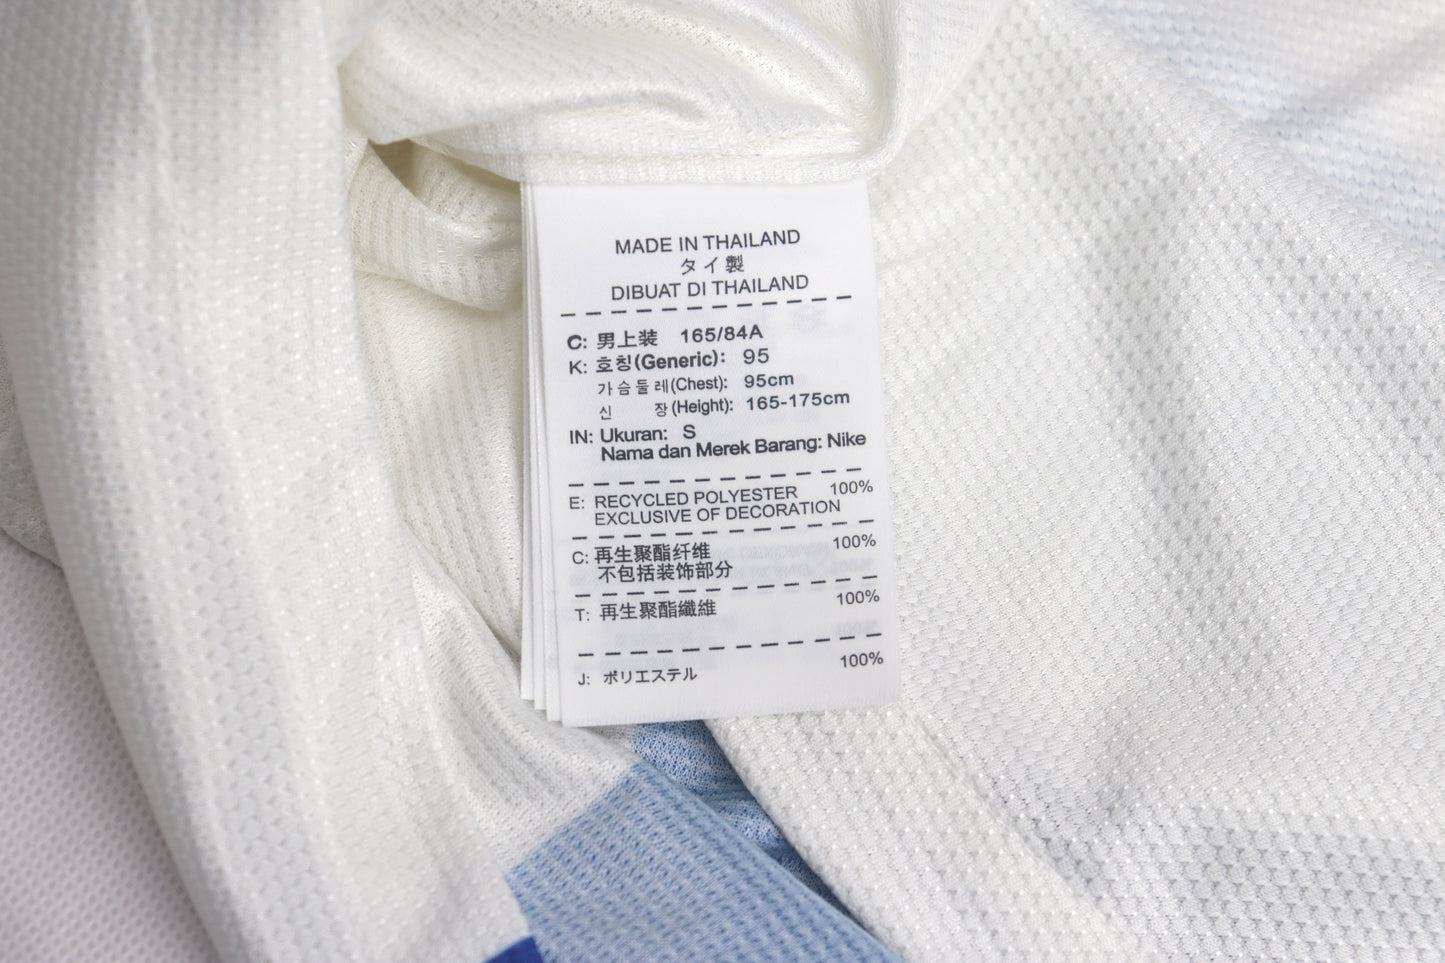 MADE IN THAILAND
タイ製
DIBUAT DI THAILAND
C: 男上装 165/84A
K: 호칭(Generic): 95
가슴둘레(Chest): 95cm
신 장(Height): 165-175cm
IN: Ukuran: S
Nama dan Merek Barang: Nike
E: RECYCLED POLYESTER 100%
EXCLUSIVE OF DECORATION
C: 再生聚酯纤维 100%
不包括装饰部分
T: 再生聚酯纖維 100%
J: ポリエステル 100%